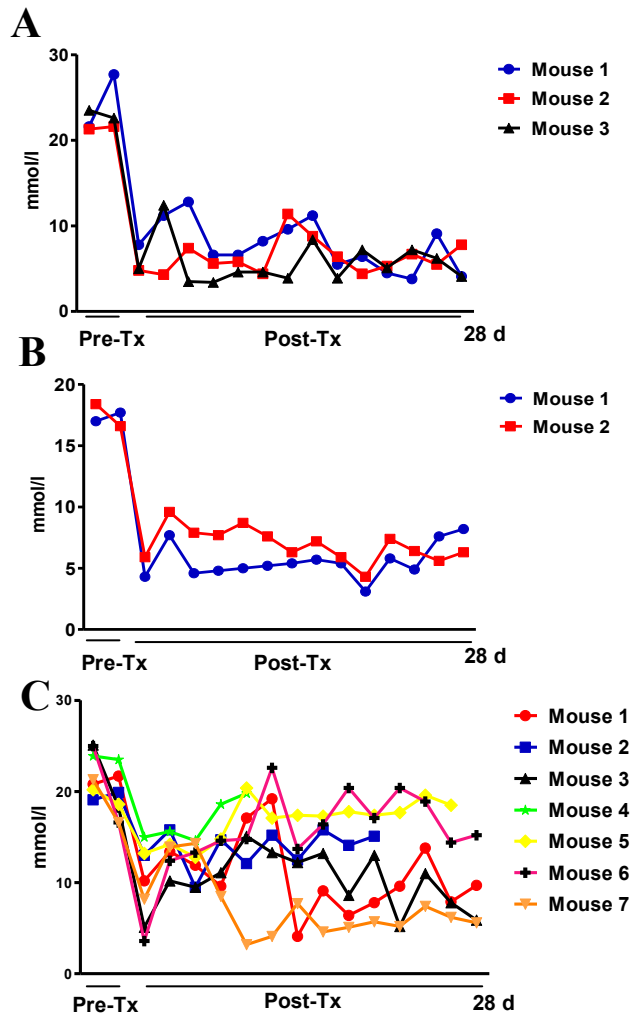 A
30
20
10
0
mmol/l
Mouse 1
Mouse 2
Mouse 3
Pre-Tx
Post-Tx
28 d
B
20
15
10
5
0
mmol/l
Mouse 1
Mouse 2
Pre-Tx
Post-Tx
28 d
C
30
20
10
0
mmol/l
Mouse 1
Mouse 2
Mouse 3
Mouse 4
Mouse 5
Mouse 6
Mouse 7
Pre-Tx
Post-Tx
28 d